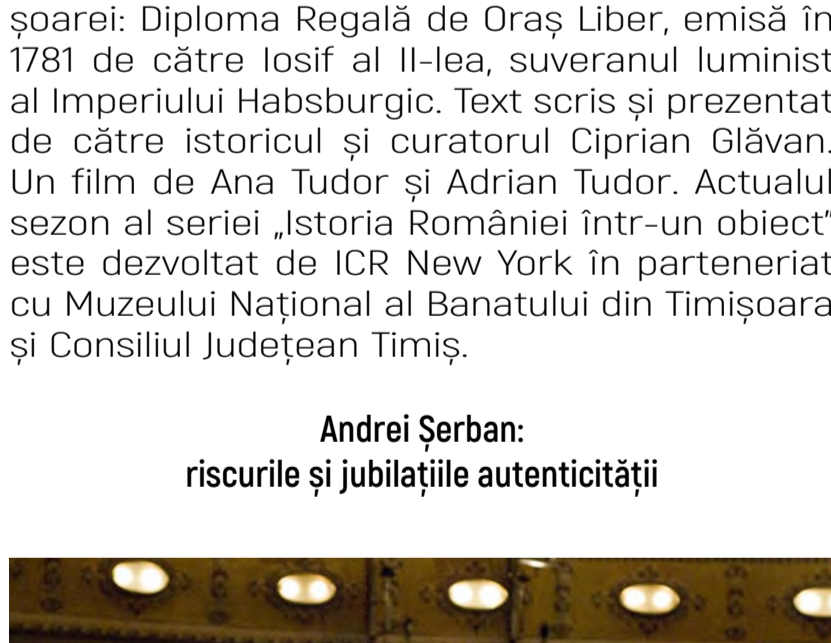 șoarei: Diploma Regală de Oraș Liber, emisă în
1781 de către Iosif al II-lea, suveranul luminist
al Imperiului Habsburgic. Text scris și prezentat
de către istoricul și curatorul Ciprian Glăvan.
Un film de Ana Tudor și Adrian Tudor. Actualul
sezon al seriei „Istoria României într-un obiect”
este dezvoltat de ICR New York în parteneriat
cu Muzeului Național al Banatului din Timișoara
și Consiliul Județean Timiș.
Andrei Șerban:
riscurile și jubilațiile autenticității